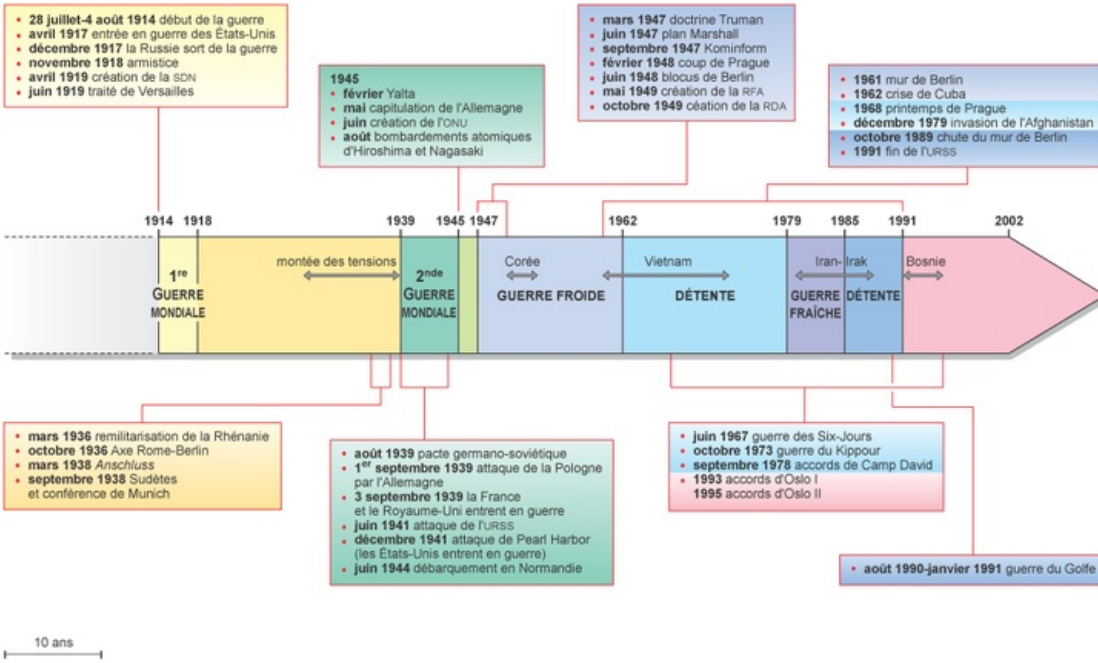 28 juillet-4 août 1914 début de la guerre
avril 1917 entrée en guerre des États-Unis
décembre 1917 la Russie sort de la guerre
novembre 1918 armistice
avril 1919 création de la SDN
juin 1919 traité de Versailles
1945
février Yalta
mai capitulation de l'Allemagne
juin création de l'ONU
août bombardements atomiques
d'Hiroshima et Nagasaki
mars 1947 doctrine Truman
juin 1947 plan Marshall
septembre 1947 Kominform
février 1948 coup de Prague
juin 1948 blocus de Berlin
mai 1949 création de la RFA
octobre 1949 céation de la RDA
1961 mur de Berlin
1962 crise de Cuba
1968 printemps de Prague
décembre 1979 invasion de l'Afghanistan
octobre 1989 chute du mur de Berlin
1991 fin de l'URSS
1914 1918 1939 1945 1947 1962 1979 1985 1991 2002
1re
GUERRE
MONDIALE
montée des tensions
2nde
GUERRE
MONDIALE
Corée
GUERRE FROIDE
Vietnam
DÉTENTE
Iran-Irak
GUERRE
FRAÎCHE
DÉTENTE
Bosnie
mars 1936 remilitarisation de la Rhénanie
octobre 1936 Axe Rome-Berlin
mars 1938 Anschluss
septembre 1938 Sudètes
et conférence de Munich
août 1939 pacte germano-soviétique
1er septembre 1939 attaque de la Pologne
par l'Allemagne
3 septembre 1939 la France
et le Royaume-Uni entrent en guerre
juin 1941 attaque de l'URSS
décembre 1941 attaque de Pearl Harbor
(les États-Unis entrent en guerre)
juin 1944 débarquement en Normandie
juin 1967 guerre des Six-Jours
octobre 1973 guerre du Kippour
septembre 1978 accords de Camp David
1993 accords d'Oslo I
1995 accords d'Oslo II
août 1990-janvier 1991 guerre du Golfe
10 ans